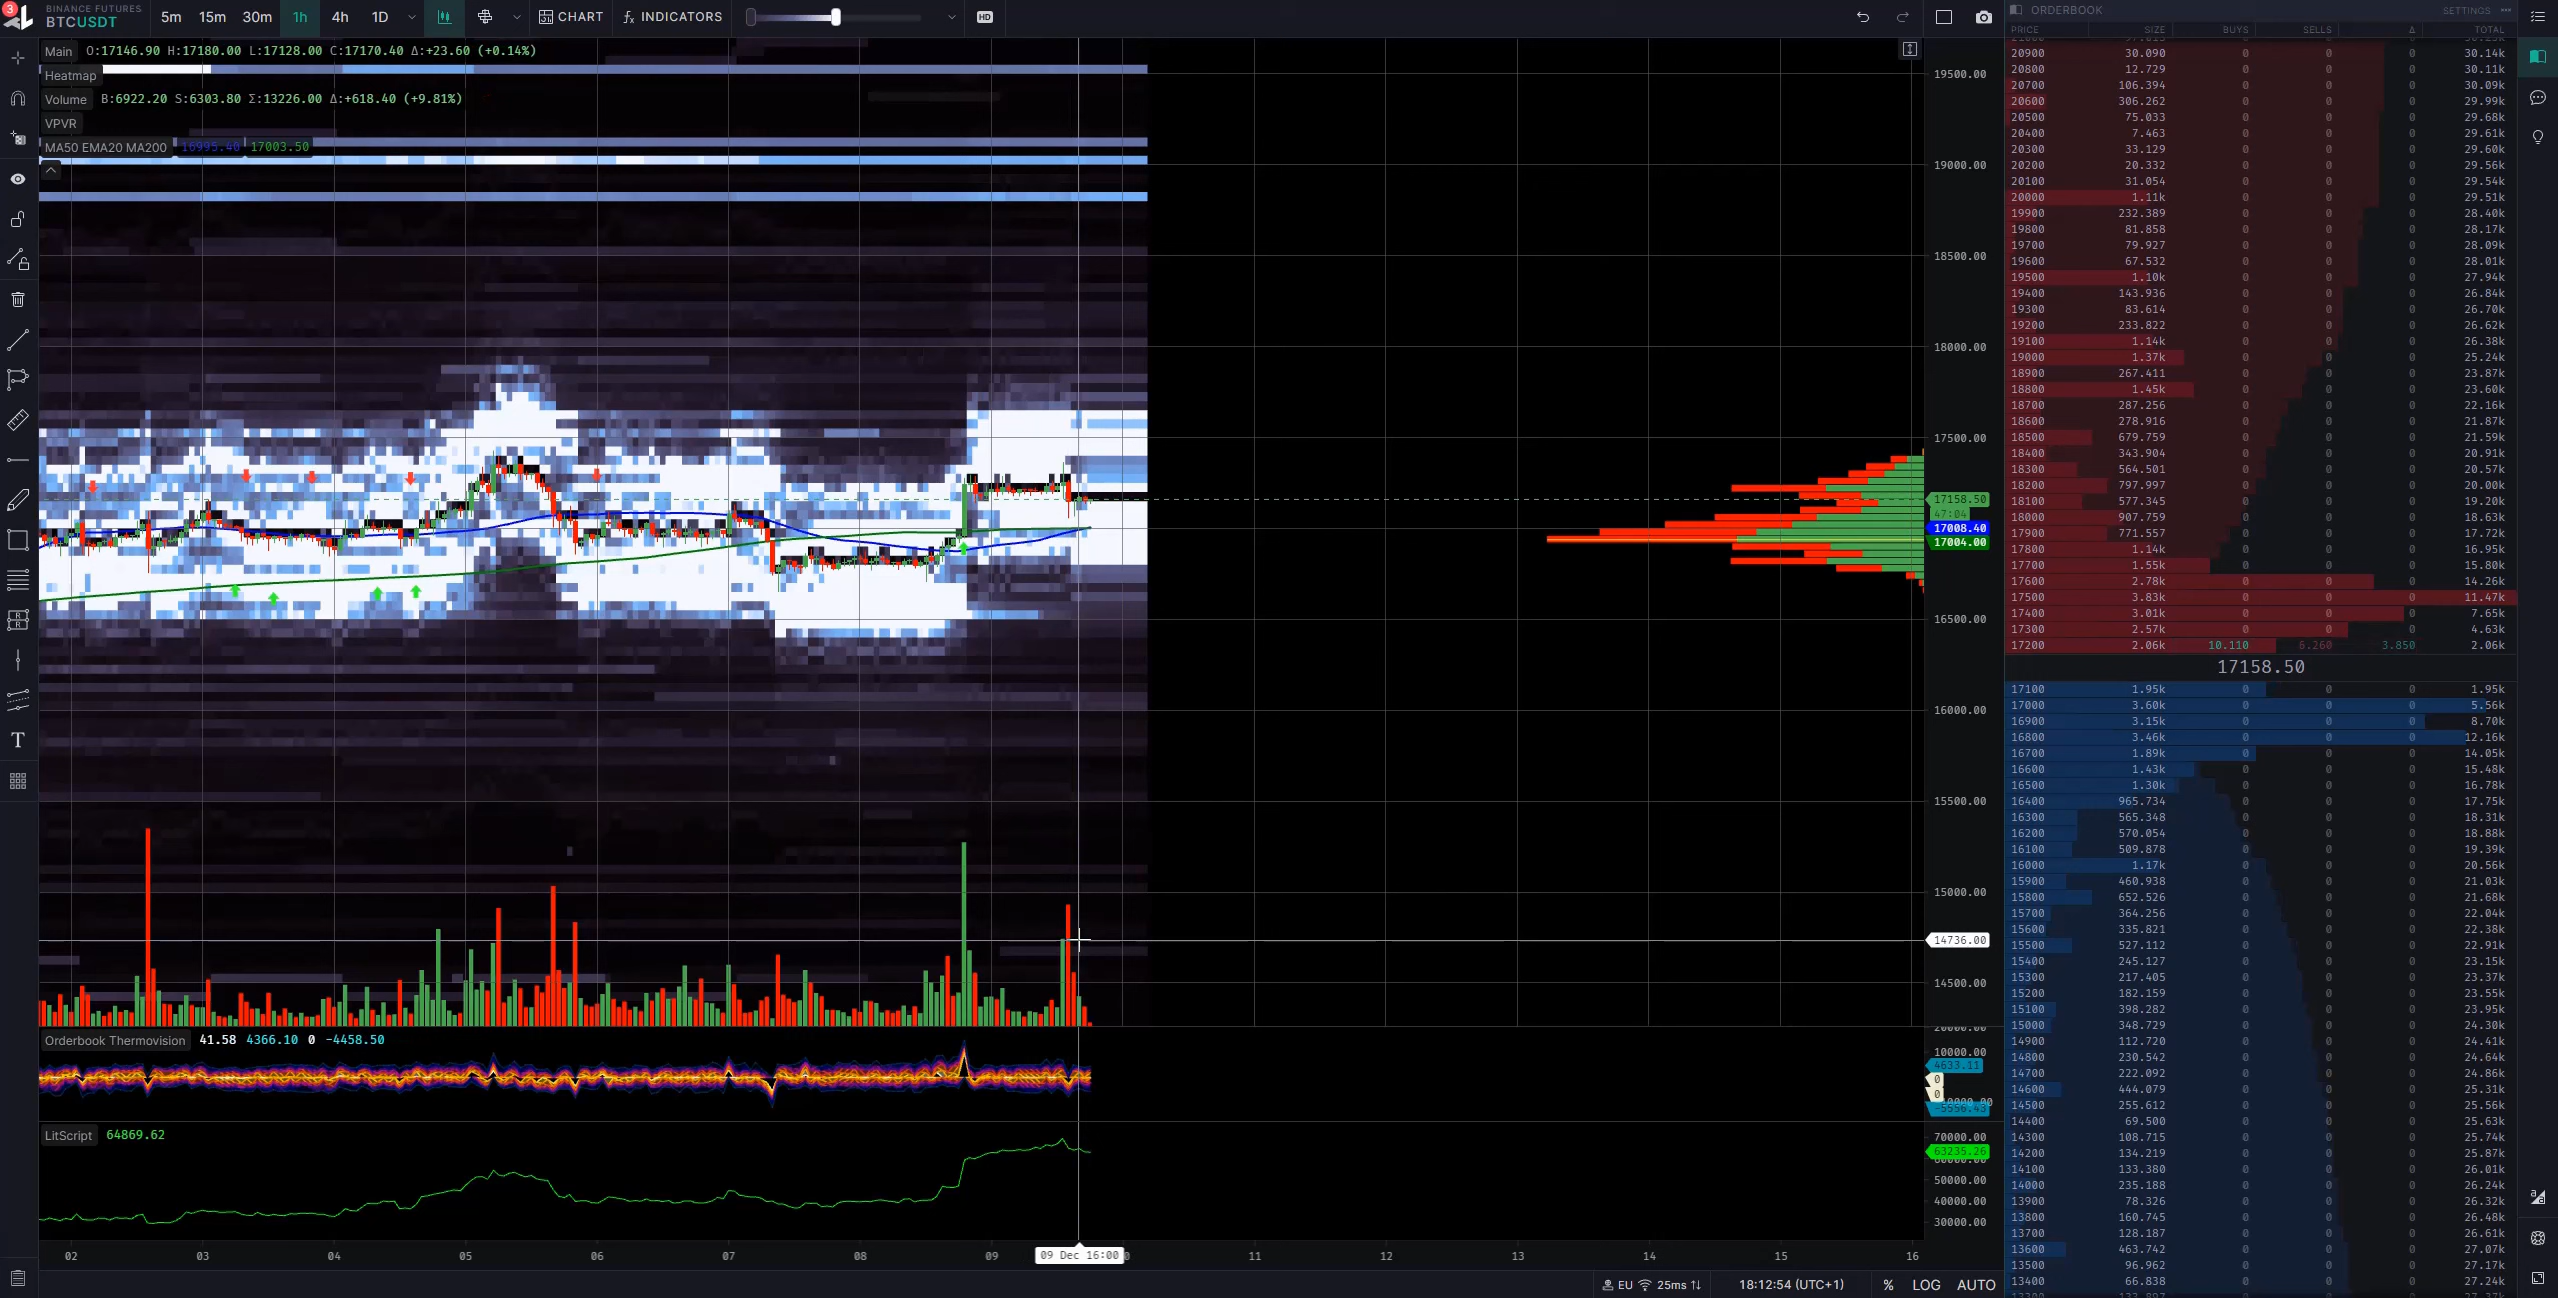 3
BINANCE FUTURES
BTCUSDT
5m 15m 30m 1h 4h 1D CHART fx INDICATORS HD
Main O:17146.90 H:17180.00 L:17128.00 C:17170.40 Δ:+23.60 (+0.14%)
Heatmap
Volume B:6922.20 S:6303.80 Σ:13226.00 Δ:+618.40 (+9.81%)
VPVR
MA50 EMA20 MA200 16995.40 17003.50
19500.00
19000.00
18500.00
18000.00
17500.00
17158.50
47:04
17008.40
17004.00
16500.00
16000.00
15500.00
15000.00
14736.00
14500.00
Orderbook Thermovision 41.58 4366.10 0 -4458.50
10000.00
4633.11
0
0
-5556.43
LitScript 64869.62
70000.00
63235.26
50000.00
40000.00
30000.00
02 03 04 05 06 07 08 09 09 Dec 16:00 11 12 13 14 15 16
EU 25ms 18:12:54 (UTC+1) % LOG AUTO
ORDERBOOK SETTINGS
PRICE SIZE BUYS SELLS Δ TOTAL
20900 30.090 0 0 0 30.14k
20800 12.729 0 0 0 30.11k
20700 106.394 0 0 0 30.09k
20600 306.262 0 0 0 29.99k
20500 75.033 0 0 0 29.68k
20400 7.463 0 0 0 29.61k
20300 33.129 0 0 0 29.60k
20200 20.332 0 0 0 29.56k
20100 31.054 0 0 0 29.54k
20000 1.11k 0 0 0 29.51k
19900 232.389 0 0 0 28.40k
19800 81.858 0 0 0 28.17k
19700 79.927 0 0 0 28.09k
19600 67.532 0 0 0 28.01k
19500 1.10k 0 0 0 27.94k
19400 143.936 0 0 0 26.84k
19300 83.614 0 0 0 26.70k
19200 233.822 0 0 0 26.62k
19100 1.14k 0 0 0 26.38k
19000 1.37k 0 0 0 25.24k
18900 267.411 0 0 0 23.87k
18800 1.45k 0 0 0 23.60k
18700 287.256 0 0 0 22.16k
18600 278.916 0 0 0 21.87k
18500 679.759 0 0 0 21.59k
18400 343.904 0 0 0 20.91k
18300 564.501 0 0 0 20.57k
18200 797.997 0 0 0 20.00k
18100 577.345 0 0 0 19.20k
18000 907.759 0 0 0 18.63k
17900 771.557 0 0 0 17.72k
17800 1.14k 0 0 0 16.95k
17700 1.55k 0 0 0 15.80k
17600 2.78k 0 0 0 14.26k
17500 3.83k 0 0 0 11.47k
17400 3.01k 0 0 0 7.65k
17300 2.57k 0 0 0 4.63k
17200 2.06k 10.110 6.260 3.850 2.06k
17158.50
17100 1.95k 0 0 0 1.95k
17000 3.60k 0 0 0 5.56k
16900 3.15k 0 0 0 8.70k
16800 3.46k 0 0 0 12.16k
16700 1.89k 0 0 0 14.05k
16600 1.43k 0 0 0 15.48k
16500 1.30k 0 0 0 16.78k
16400 965.734 0 0 0 17.75k
16300 565.348 0 0 0 18.31k
16200 570.054 0 0 0 18.88k
16100 509.878 0 0 0 19.39k
16000 1.17k 0 0 0 20.56k
15900 460.938 0 0 0 21.03k
15800 652.526 0 0 0 21.68k
15700 364.256 0 0 0 22.04k
15600 335.821 0 0 0 22.38k
15500 527.112 0 0 0 22.91k
15400 245.127 0 0 0 23.15k
15300 217.405 0 0 0 23.37k
15200 182.159 0 0 0 23.55k
15100 398.282 0 0 0 23.95k
15000 348.729 0 0 0 24.30k
14900 112.720 0 0 0 24.41k
14800 230.542 0 0 0 24.64k
14700 222.092 0 0 0 24.86k
14600 444.079 0 0 0 25.31k
14500 255.612 0 0 0 25.56k
14400 69.500 0 0 0 25.63k
14300 108.715 0 0 0 25.74k
14200 134.219 0 0 0 25.87k
14100 133.380 0 0 0 26.01k
14000 235.188 0 0 0 26.24k
13900 78.326 0 0 0 26.32k
13800 160.745 0 0 0 26.48k
13700 128.187 0 0 0 26.61k
13600 463.742 0 0 0 27.07k
13500 96.962 0 0 0 27.17k
13400 66.838 0 0 0 27.24k